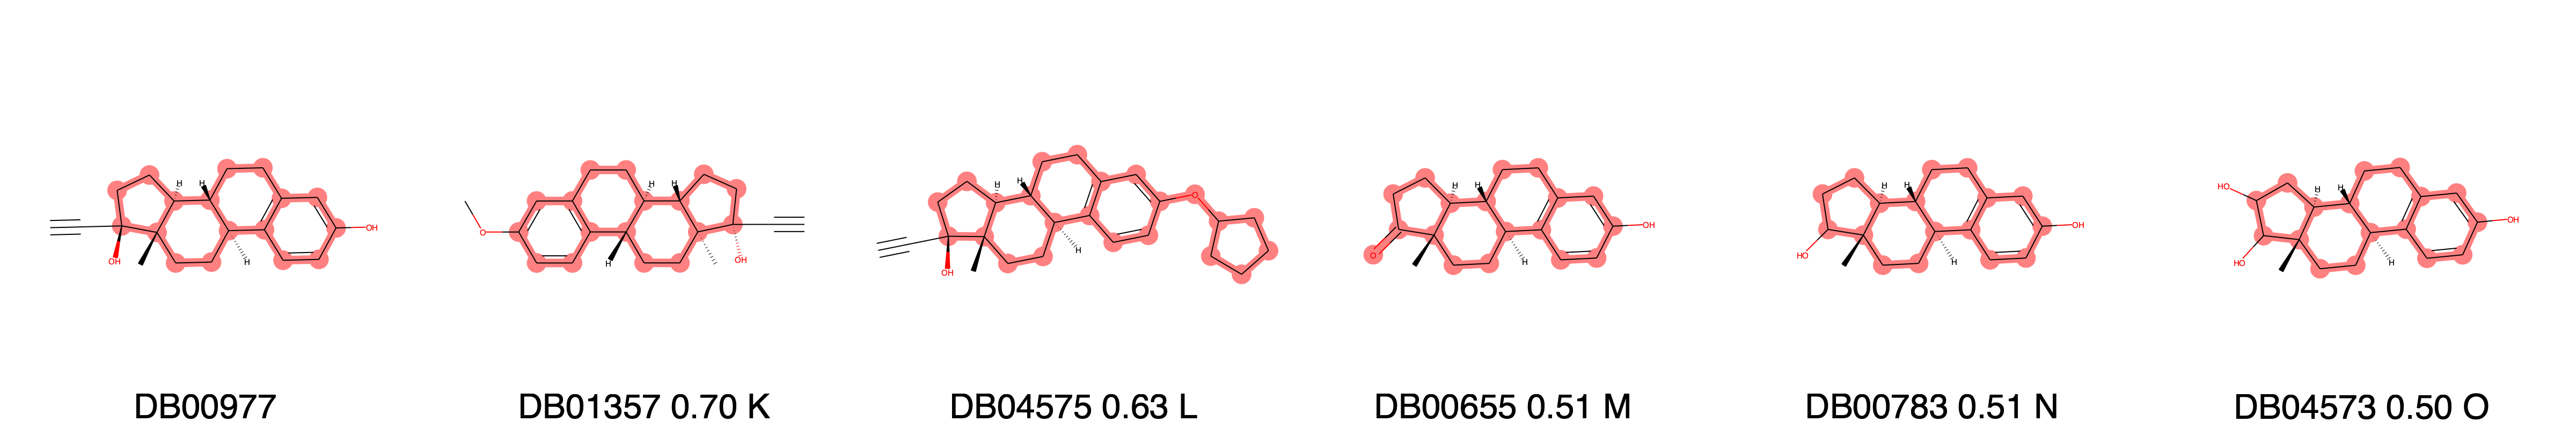 H H OH OH
O H H H OH
H H H OH O
H H H O OH
H H H HO OH
HO HO H H H OH
DB00977
DB01357 0.70 K
DB04575 0.63 L
DB00655 0.51 M
DB00783 0.51 N
DB04573 0.50 O